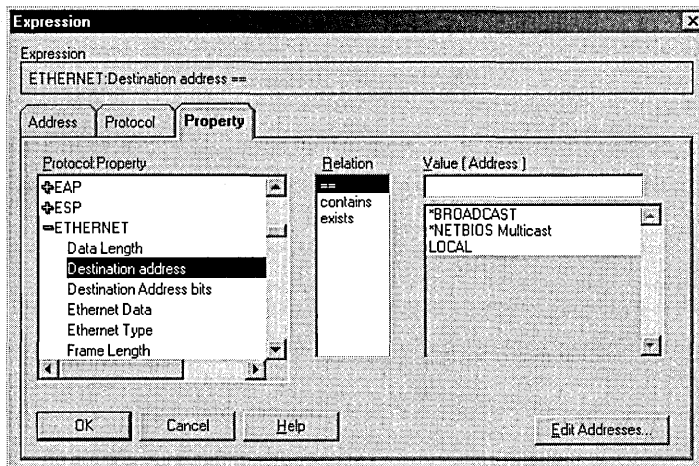 Expression
Expression
ETHERNET:Destination address ==
Address Protocol Property
Protocol:Property
EAP
ESP
ETHERNET
Data Length
Destination address
Destination Address bits
Ethernet Data
Ethernet Type
Frame Length
Relation
==
contains
exists
Value ( Address )
*BROADCAST
*NETBIOS Multicast
LOCAL
OK Cancel Help Edit Addresses...